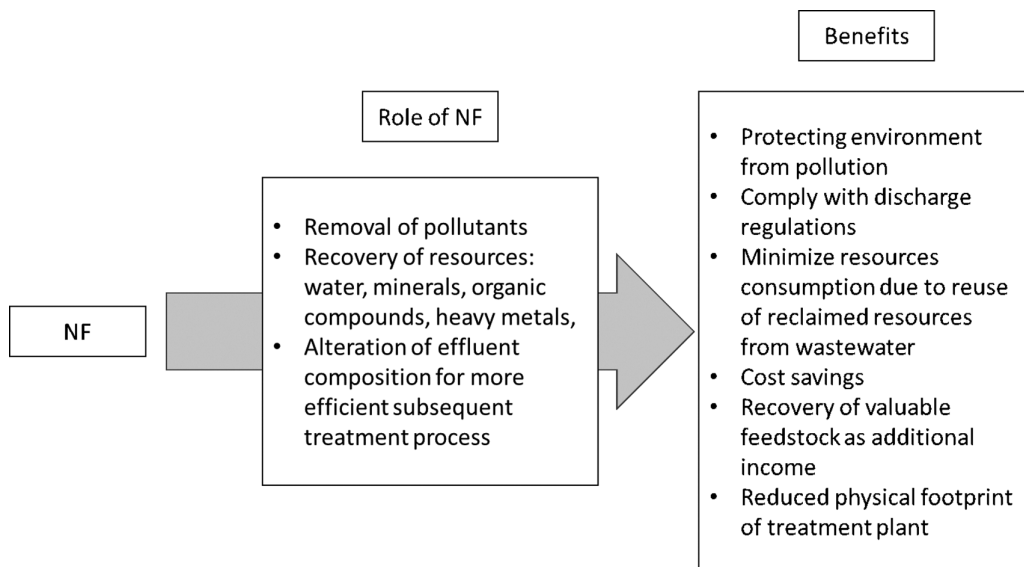 NF
Role of NF
• Removal of pollutants
• Recovery of resources:
water, minerals, organic
compounds, heavy metals,
• Alteration of effluent
composition for more
efficient subsequent
treatment process
Benefits
• Protecting environment
from pollution
• Comply with discharge
regulations
• Minimize resources
consumption due to reuse
of reclaimed resources
from wastewater
• Cost savings
• Recovery of valuable
feedstock as additional
income
• Reduced physical footprint
of treatment plant